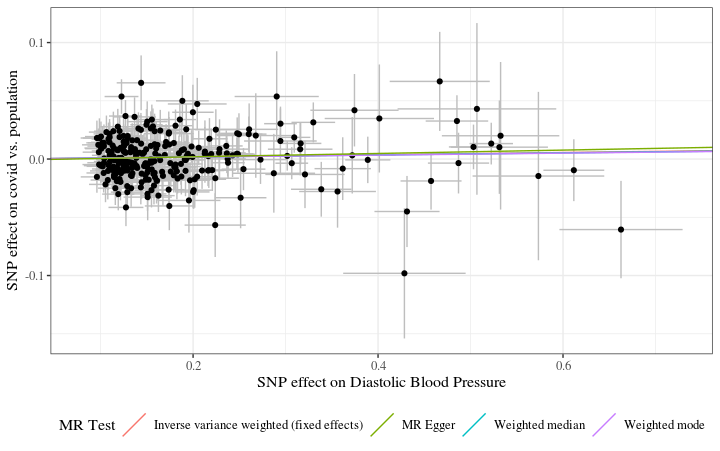 SNP effect on covid vs. population
0.1
0.0
-0.1
0.2
0.4
0.6
SNP effect on Diastolic Blood Pressure
MR Test Inverse variance weighted (fixed effects) MR Egger Weighted median Weighted mode